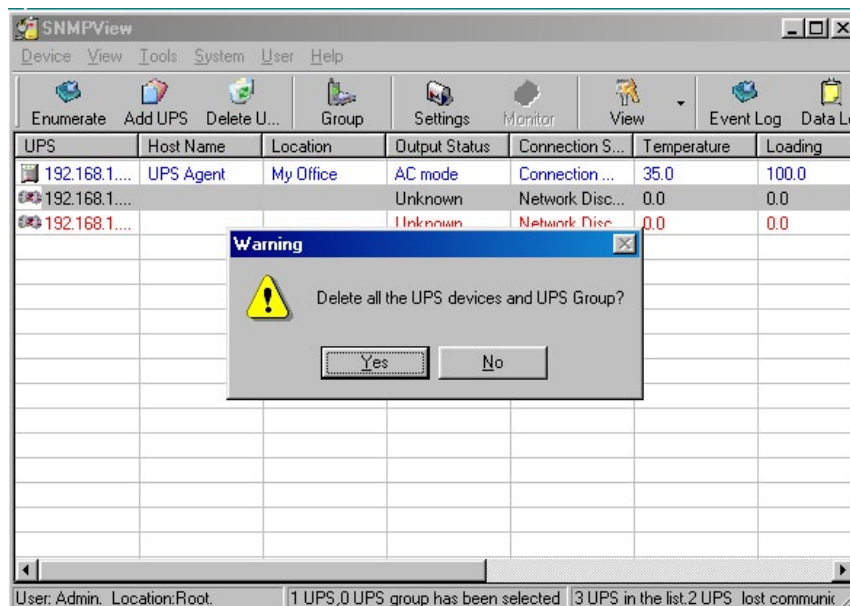 SNMPView
Device View Tools System User Help
Enumerate Add UPS Delete U... Group Settings Monitor View Event Log Data L
UPS Host Name Location Output Status Connection S... Temperature Loading
192.168.1.... UPS Agent My Office AC mode Connection ... 35.0 100.0
192.168.1.... Unknown Network Disc... 0.0 0.0
192.168.1.... Unknown Network Disc 0.0 0.0
Warning
Delete all the UPS devices and UPS Group?
Yes No
User: Admin. Location:Root. 1 UPS,0 UPS group has been selected 3 UPS in the list.2 UPS lost communic